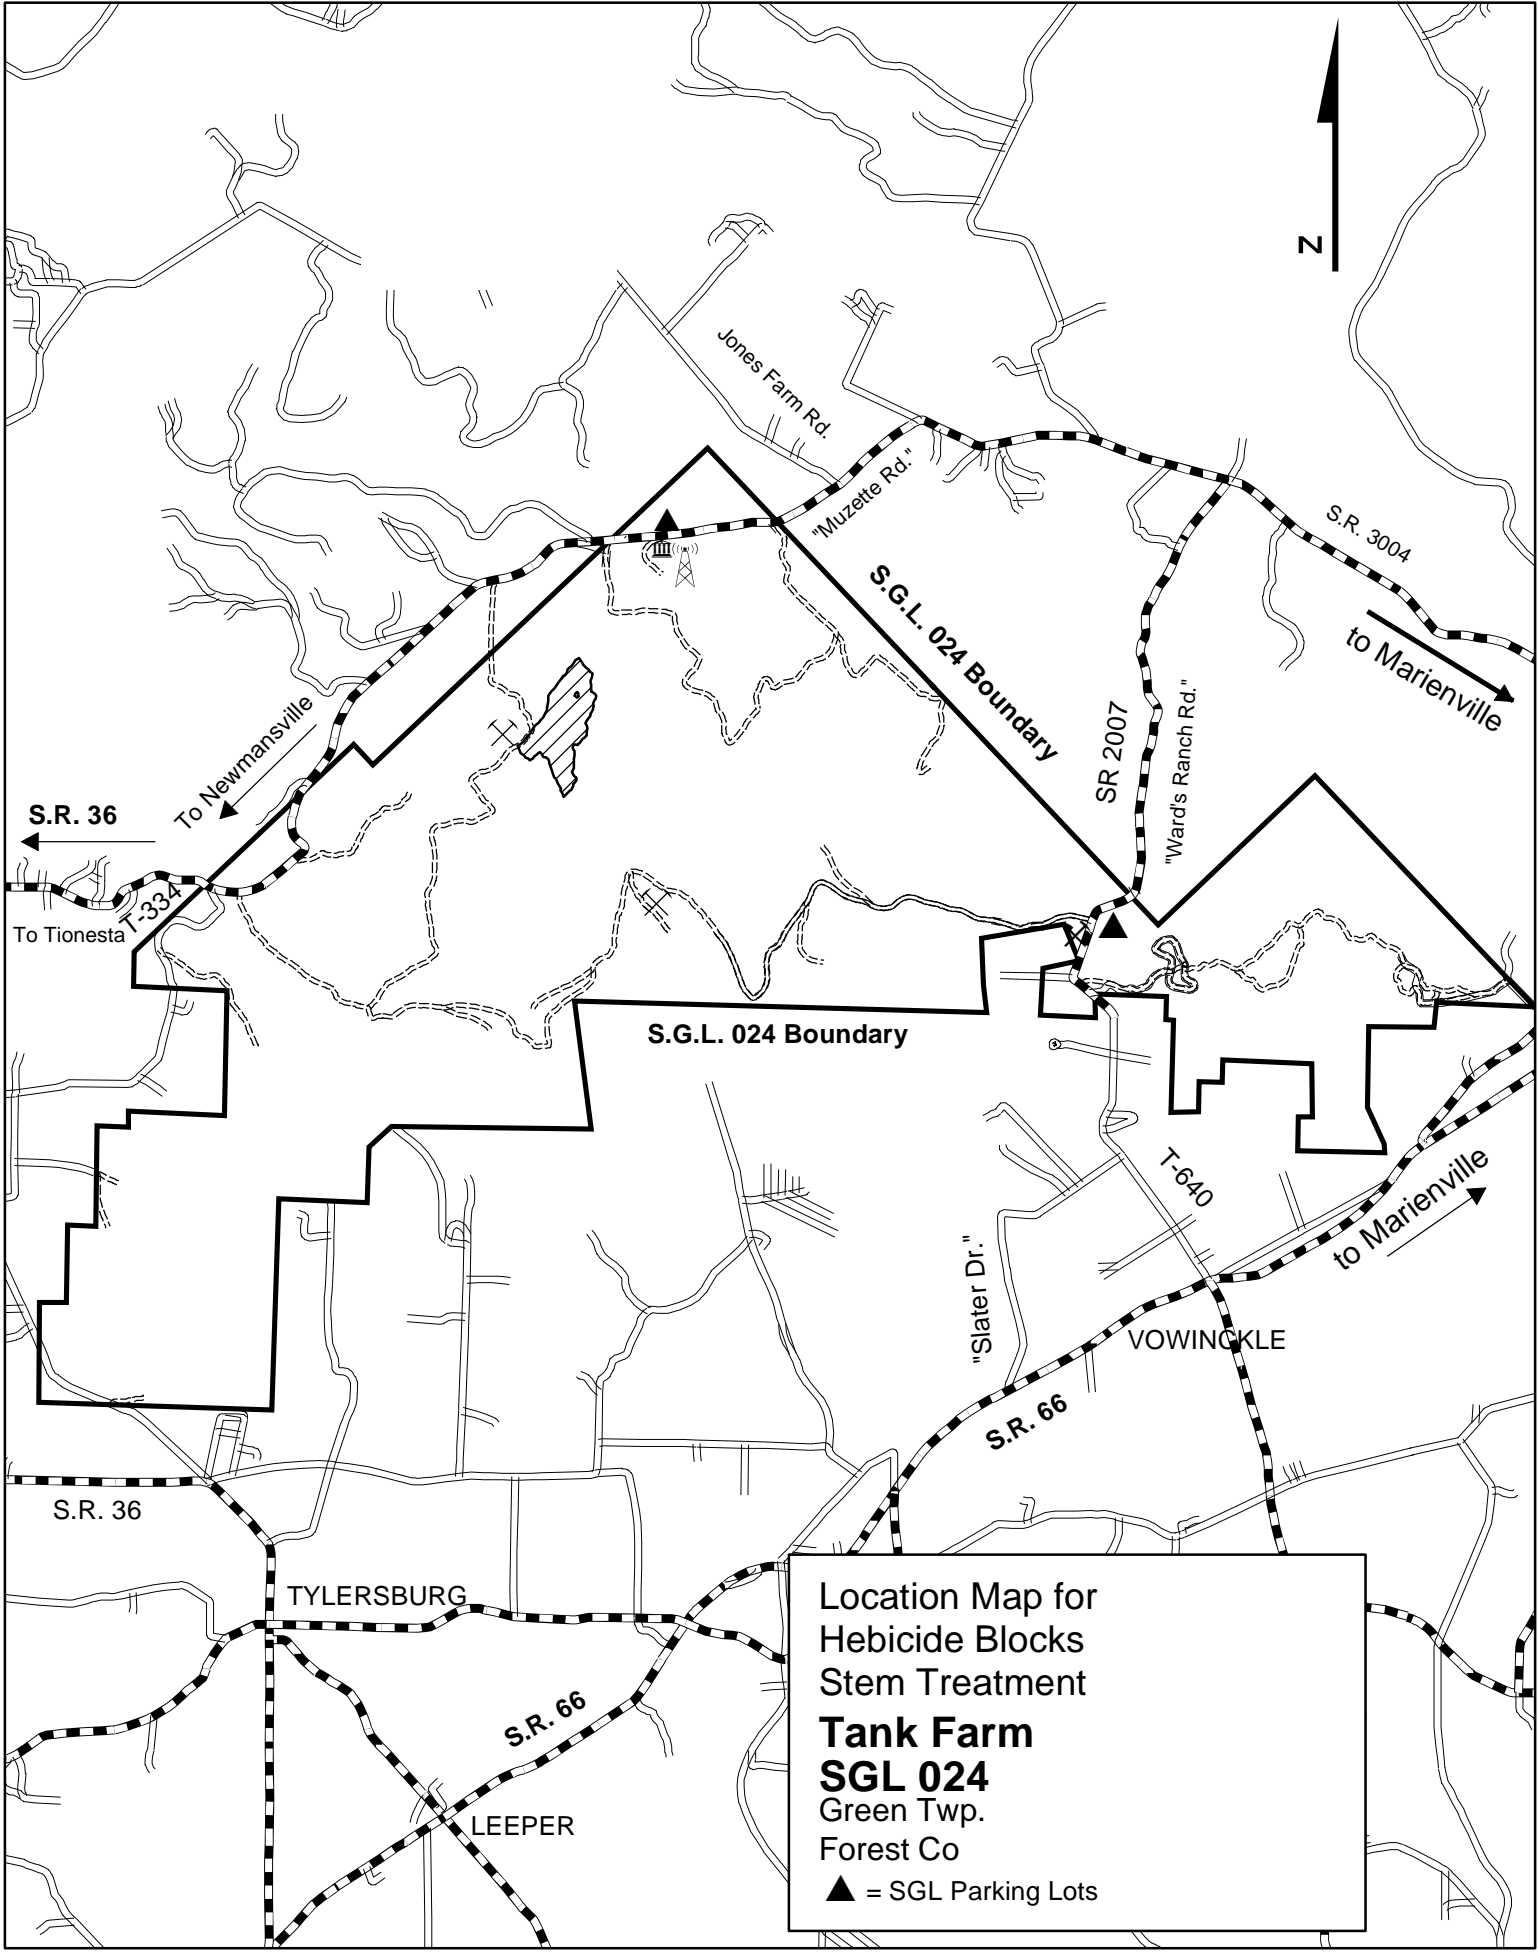 N
Jones Farm Rd.
"Muzette Rd."
S.R. 3004
to Marienville
S.G.L. 024 Boundary
SR 2007
"Ward's Ranch Rd."
To Newmansville
S.R. 36
T-334
To Tionesta
S.G.L. 024 Boundary
T-640
to Marienville
"Slater Dr."
VOWINCKLE
S.R. 66
S.R. 36
TYLERSBURG
S.R. 66
LEEPER
Location Map for
Hebicide Blocks
Stem Treatment
Tank Farm
SGL 024
Green Twp.
Forest Co
= SGL Parking Lots